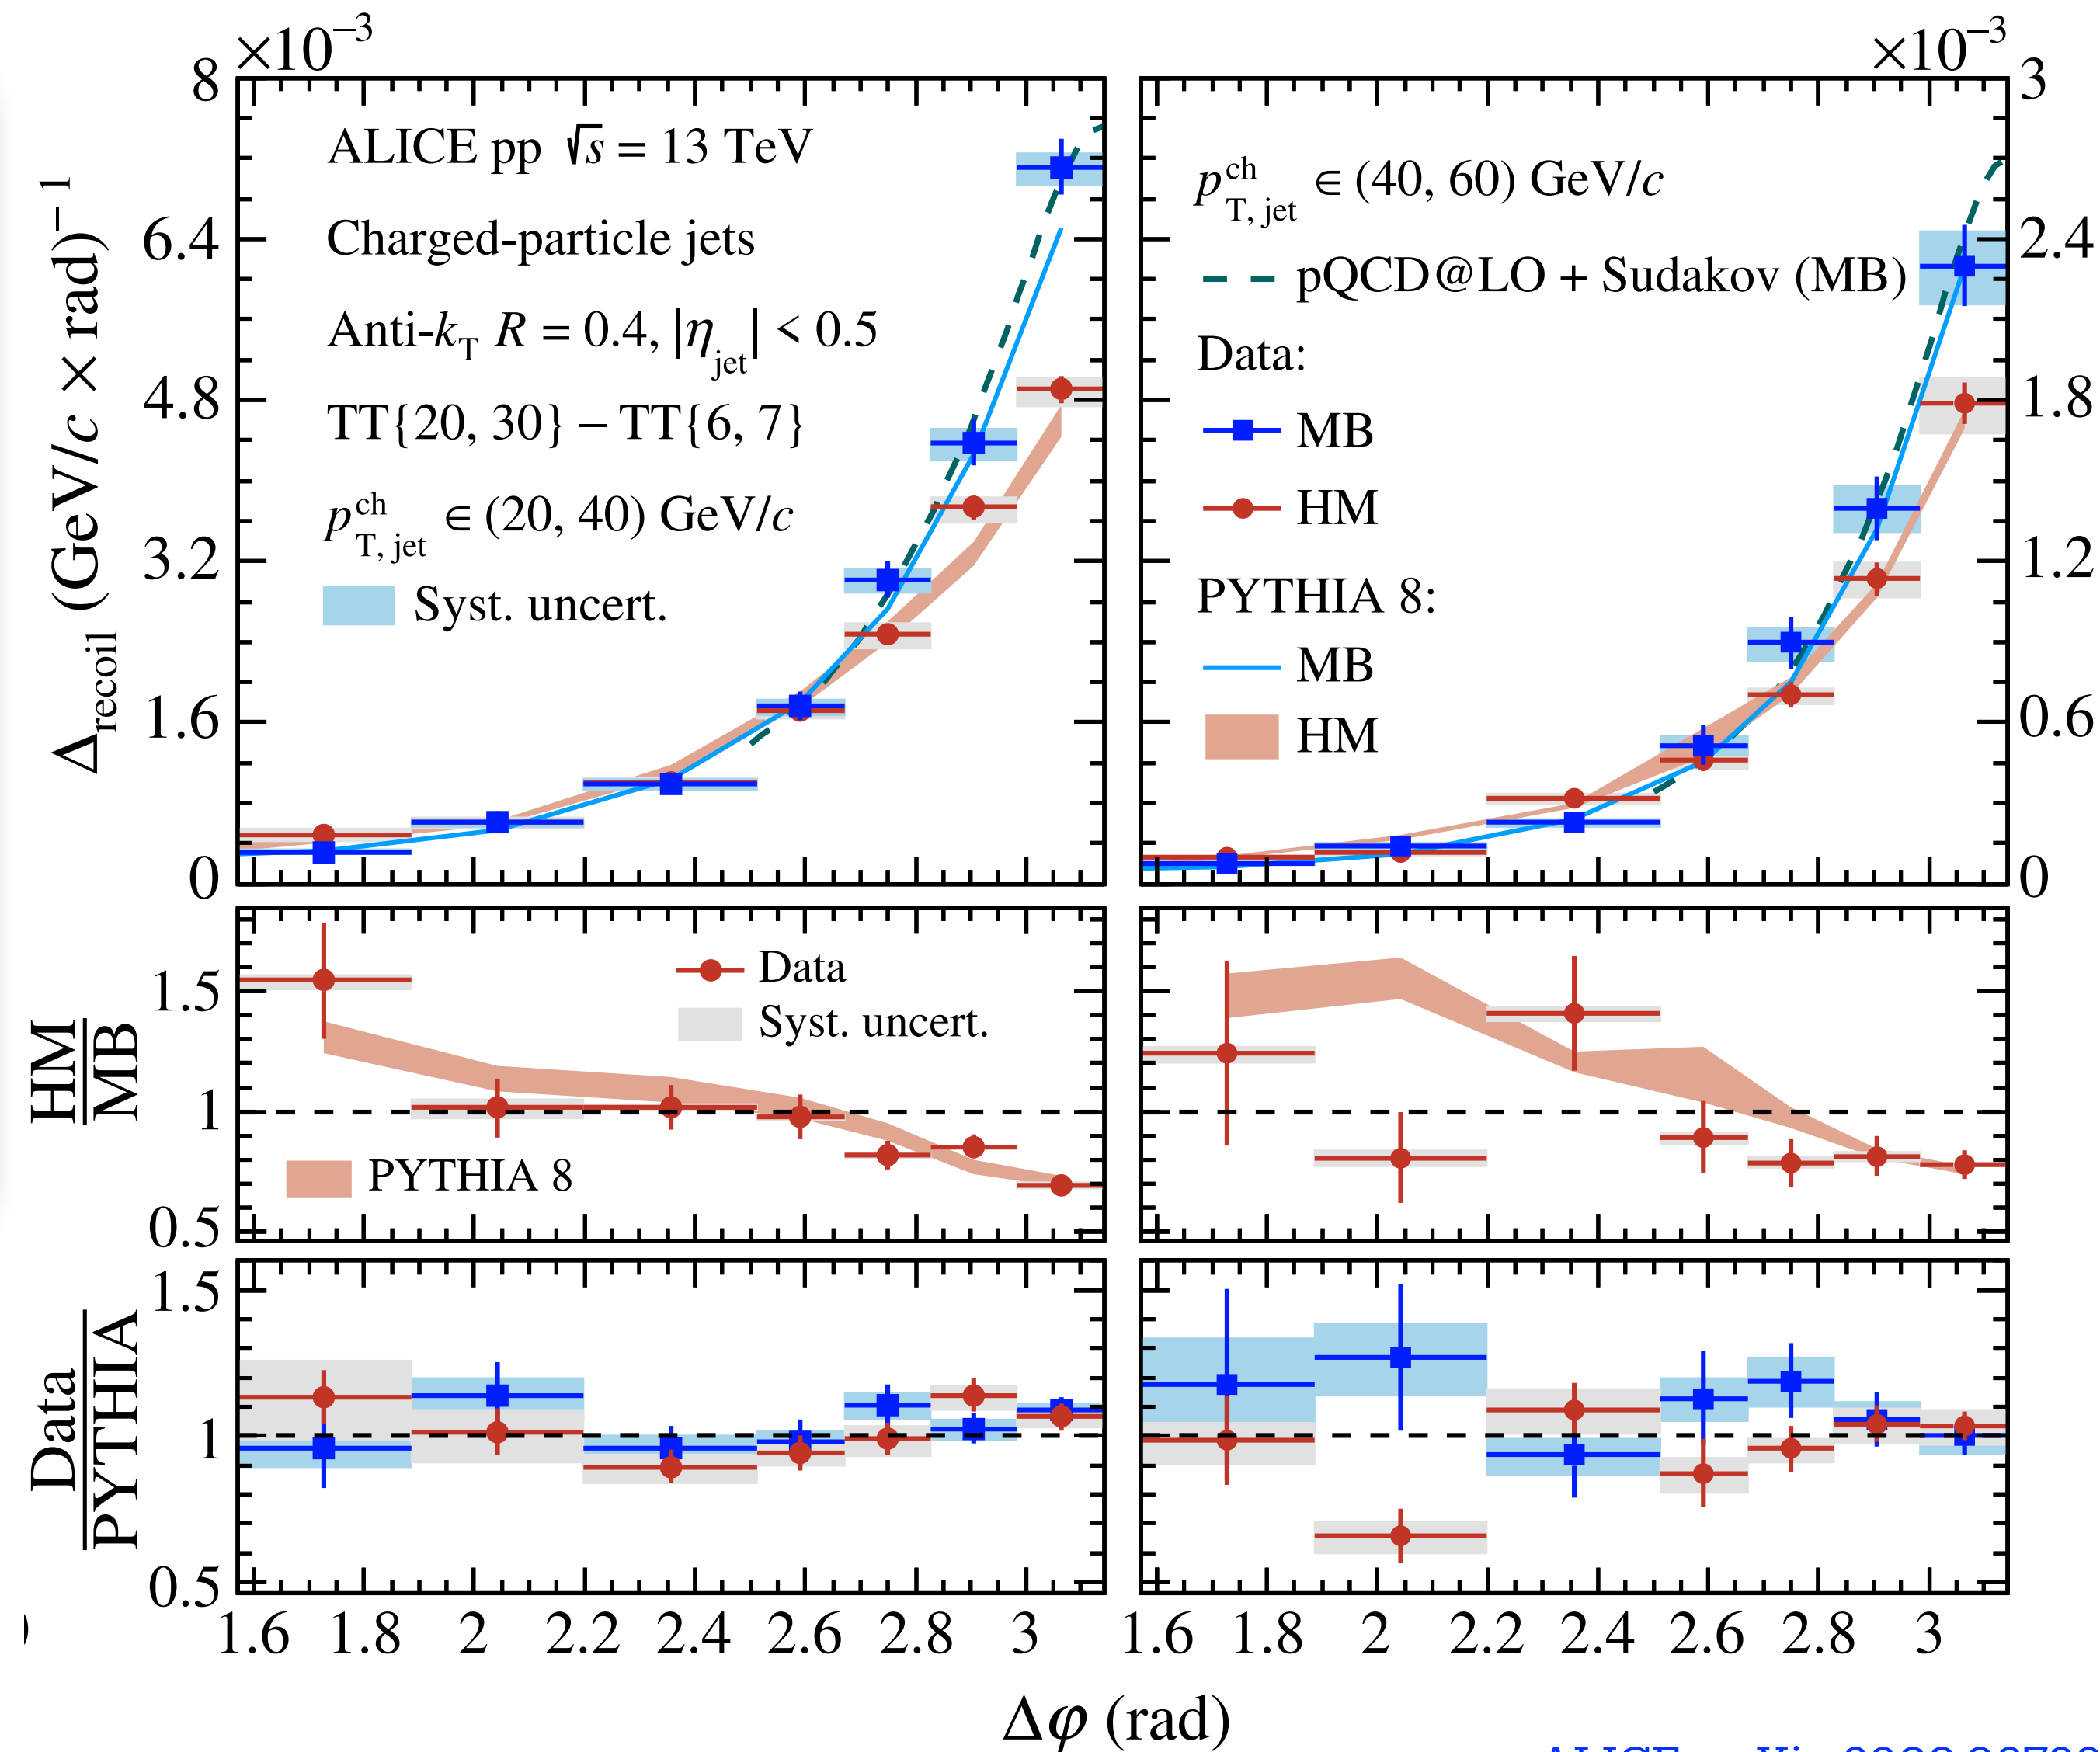 ×10⁻³
8
6.4
4.8
3.2
1.6
0
Δrecoil (GeV/c × rad)⁻¹
ALICE pp √s = 13 TeV
Charged-particle jets
Anti-kT R = 0.4, |ηjet| < 0.5
TT{20, 30} − TT{6, 7}
p ch T, jet ∈ (20, 40) GeV/c
Syst. uncert.
×10⁻³
3
2.4
1.8
1.2
0.6
0
p ch T, jet ∈ (40, 60) GeV/c
pQCD@LO + Sudakov (MB)
Data:
MB
HM
PYTHIA 8:
MB
HM
HM
MB
1.5
1
0.5
Data
Syst. uncert.
PYTHIA 8
Data
PYTHIA
1.5
1
0.5
1.6 1.8 2 2.2 2.4 2.6 2.8 3
1.6 1.8 2 2.2 2.4 2.6 2.8 3
Δφ (rad)